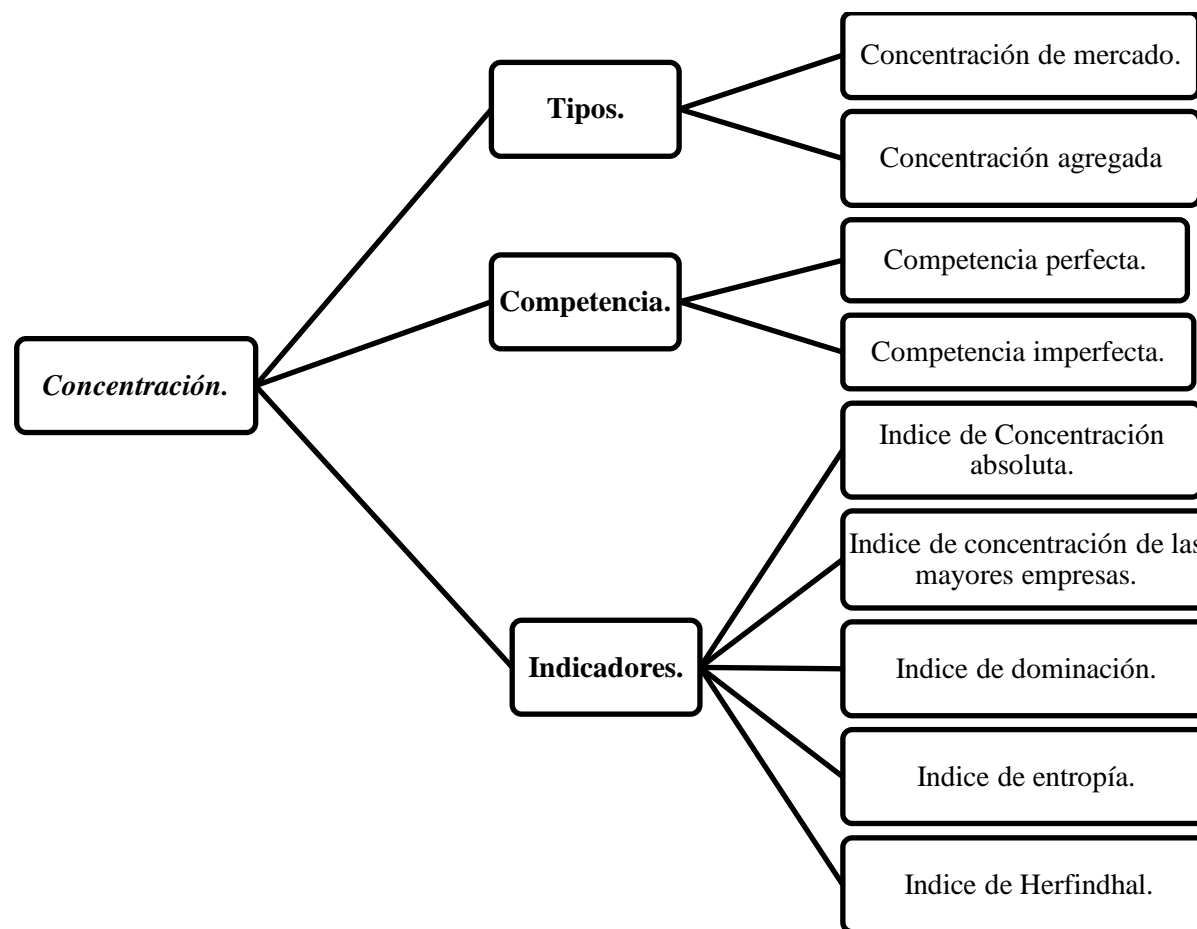 Concentración.
Tipos.
Concentración de mercado.
Concentración agregada
Competencia.
Competencia perfecta.
Competencia imperfecta.
Indicadores.
Indice de Concentración
absoluta.
Indice de concentración de las
mayores empresas.
Indice de dominación.
Indice de entropía.
Indice de Herfindhal.